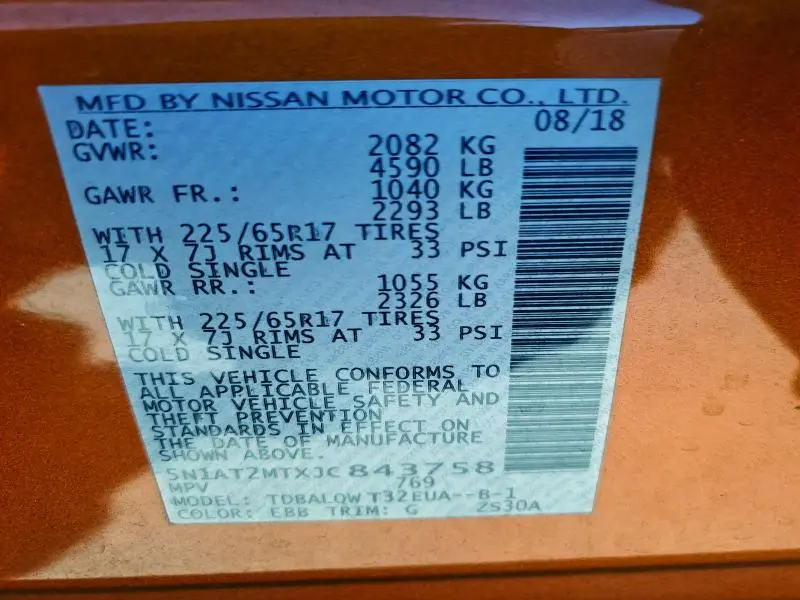 MFD BY NISSAN MOTOR CO., LTD.
DATE: 08/18
GVWR: 2082 KG
4590 LB
GAWR FR.: 1040 KG
2293 LB
WITH 225/65R17 TIRES
17 X 7J RIMS AT 33 PSI
COLD SINGLE
GAWR RR.: 1055 KG
2326 LB
WITH 225/65R17 TIRES
17 X 7J RIMS AT 33 PSI
COLD SINGLE
THIS VEHICLE CONFORMS TO
ALL APPLICABLE FEDERAL
MOTOR VEHICLE SAFETY AND
THEFT PREVENTION
STANDARDS IN EFFECT ON
THE DATE OF MANUFACTURE
SHOWN ABOVE.
5N1AT2MTXJC843758
MPV 769
MODEL: TDBALQWT32EUA--B-1
COLOR: EBB TRIM: G 2S30A